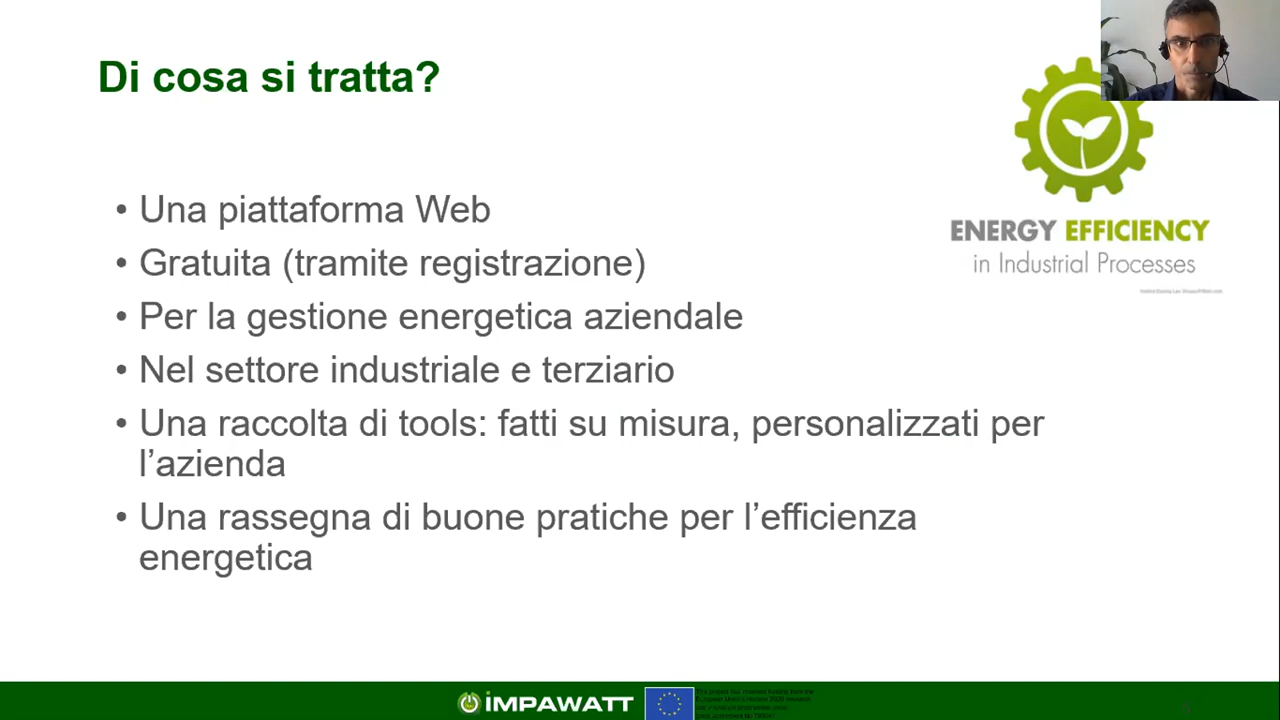 Di cosa si tratta?
• Una piattaforma Web
• Gratuita (tramite registrazione)
• Per la gestione energetica aziendale
• Nel settore industriale e terziario
• Una raccolta di tools: fatti su misura, personalizzati per
l’azienda
• Una rassegna di buone pratiche per l’efficienza
energetica
ENERGY EFFICIENCY
in Industrial Processes
İMPAWATT